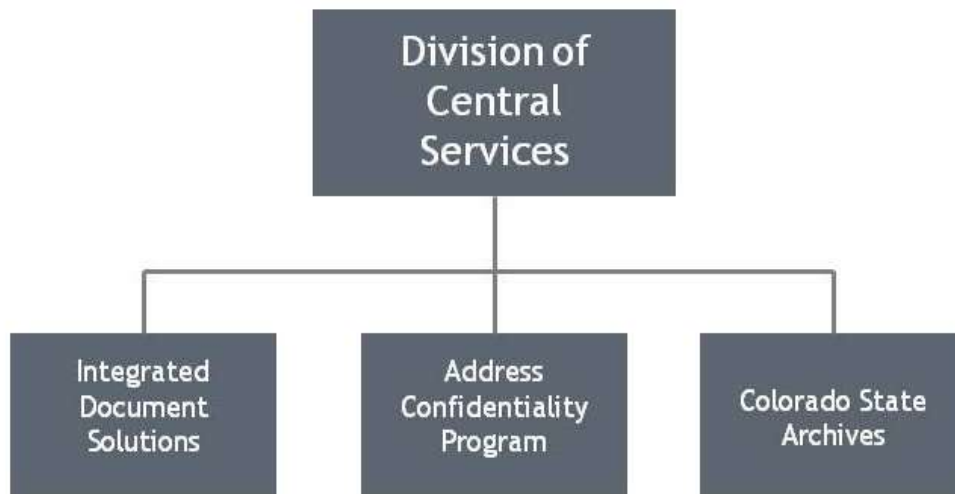 Division of
Central
Services
Integrated
Document
Solutions
Address
Confidentiality
Program
Colorado State
Archives